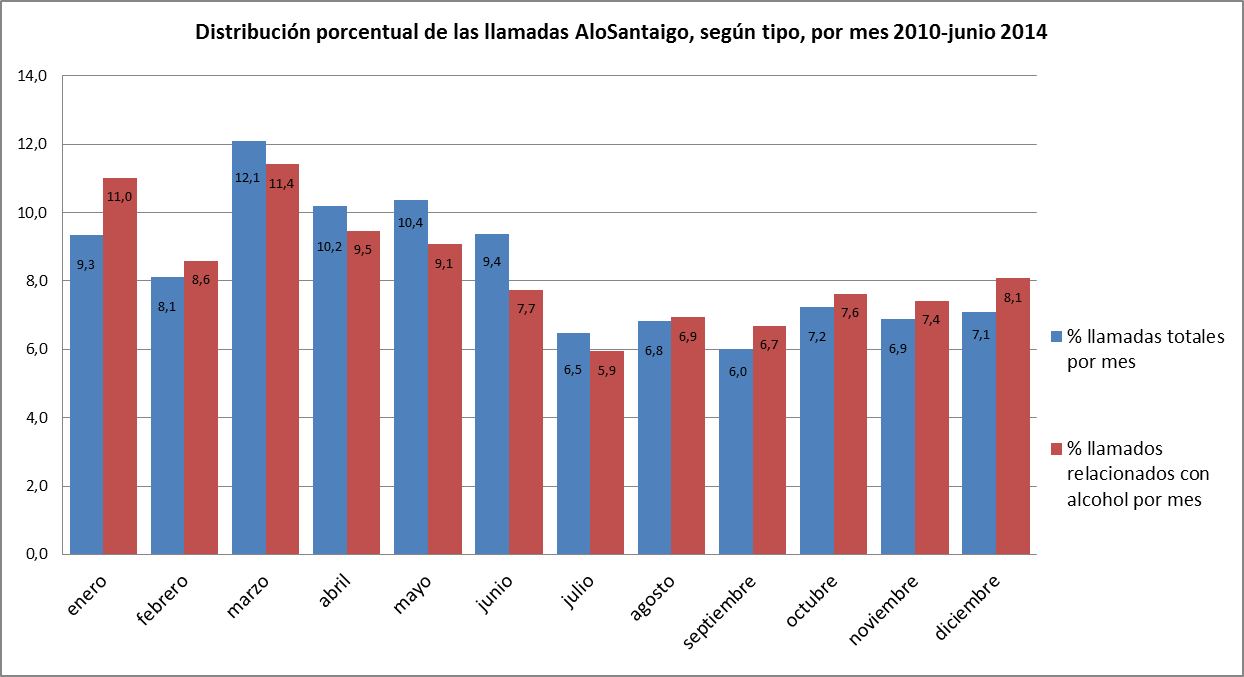 Distribución porcentual de las llamadas AloSantaigo, según tipo, por mes 2010-junio 2014
14,0
12,0
10,0
8,0
6,0
4,0
2,0
0,0
9,3
11,0
8,1
8,6
12,1
11,4
10,2
9,5
10,4
9,1
9,4
7,7
6,5
5,9
6,8
6,9
6,0
6,7
7,2
7,6
6,9
7,4
7,1
8,1
enero
febrero
marzo
abril
mayo
junio
julio
agosto
septiembre
octubre
noviembre
diciembre
% llamadas totales
por mes
% llamados
relacionados con
alcohol por mes